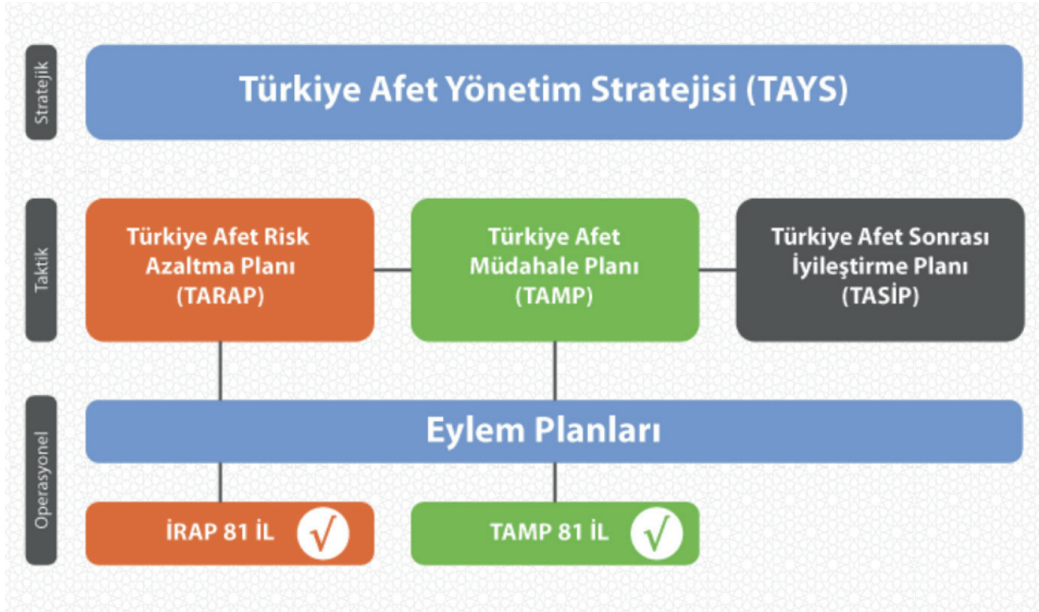 Stratejik
Türkiye Afet Yönetim Stratejisi (TAYS)
Taktik
Türkiye Afet Risk
Azaltma Planı
(TARAP)
Türkiye Afet
Müdahale Planı
(TAMP)
Türkiye Afet Sonrası
İyileştirme Planı
(TASİP)
Operasyonel
Eylem Planları
İRAP 81 İL √
TAMP 81 İL √